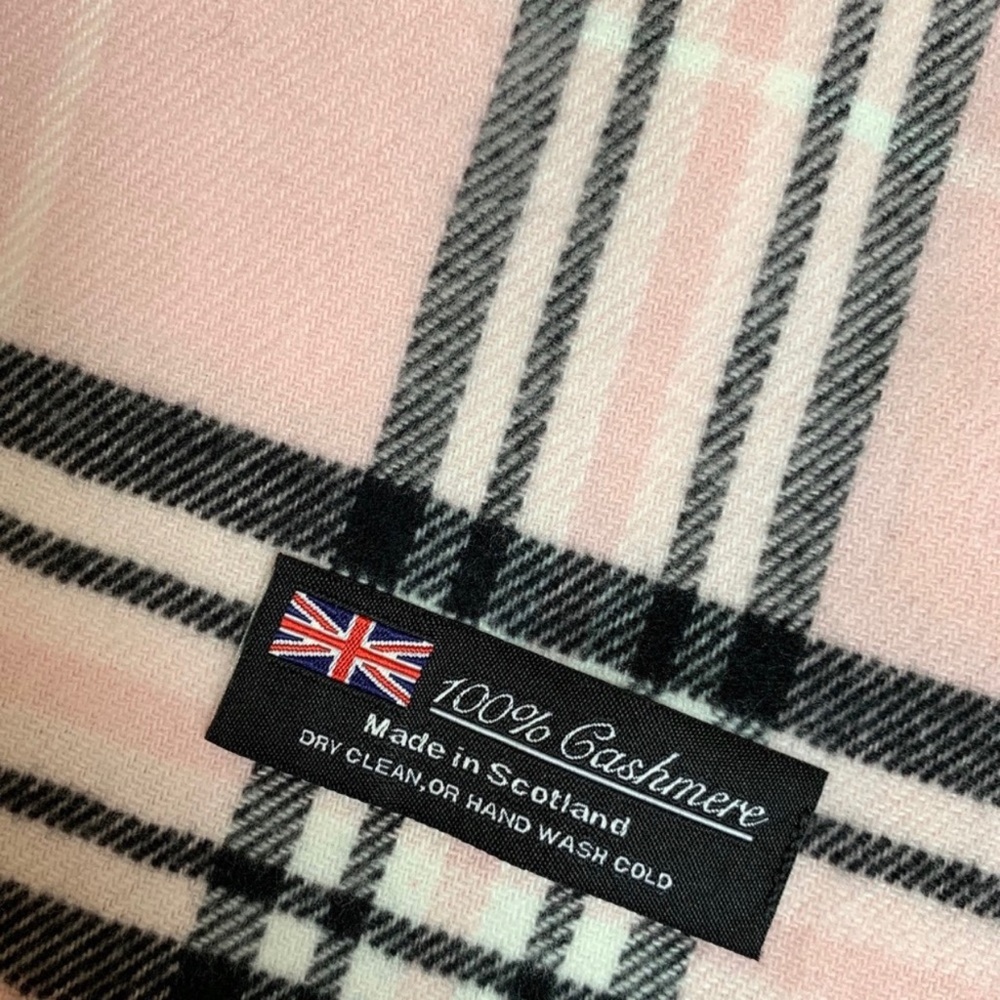 100% Cashmere
Made in Scotland
DRY CLEAN,OR HAND WASH COLD